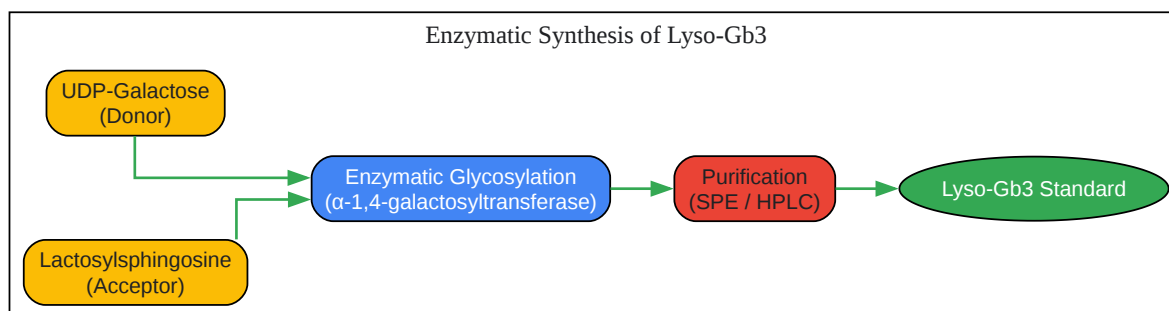 Enzymatic Synthesis of Lyso-Gb3
UDP-Galactose
(Donor)
Enzymatic Glycosylation
(α-1,4-galactosyltransferase)
Purification
(SPE / HPLC)
Lyso-Gb3 Standard
Lactosylsphingosine
(Acceptor)